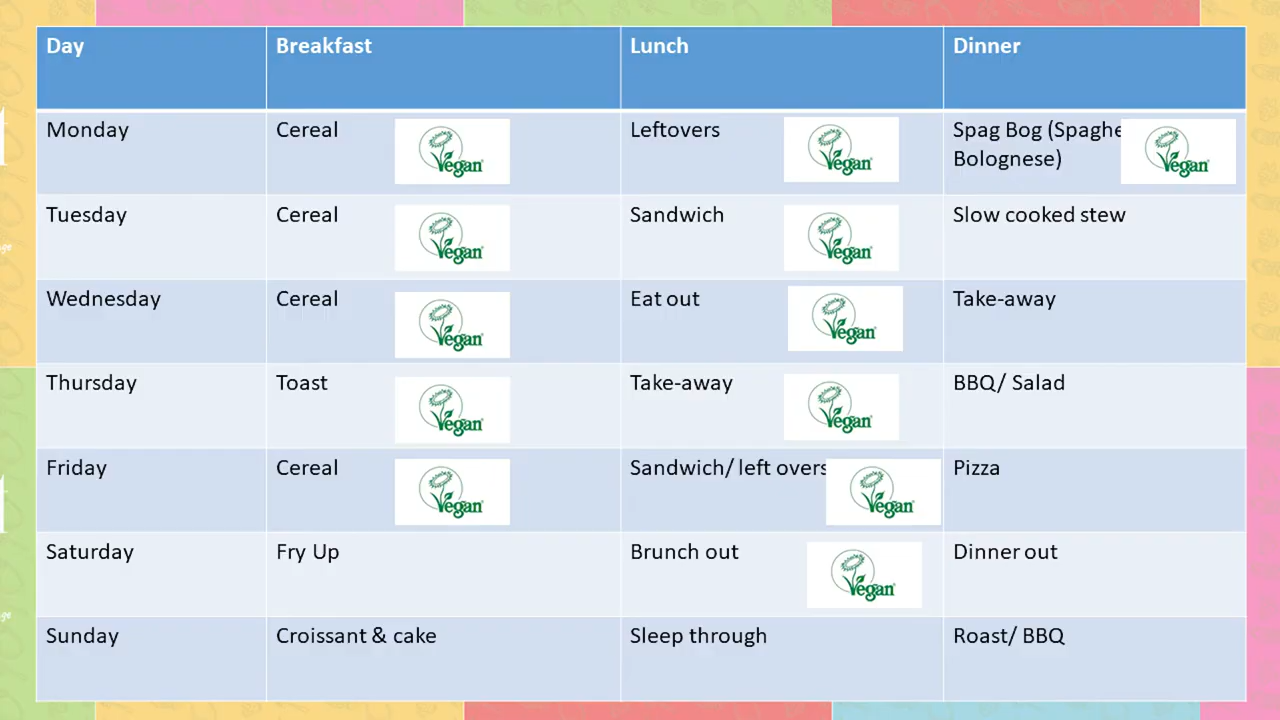 Day Breakfast Lunch Dinner
Monday Cereal Vegan Leftovers Vegan Spag Bog (Spaghe Vegan
Bolognese)
Tuesday Cereal Vegan Sandwich Vegan Slow cooked stew
Wednesday Cereal Vegan Eat out Vegan Take-away
Thursday Toast Vegan Take-away Vegan BBQ/ Salad
Friday Cereal Vegan Sandwich/ left overs Vegan Pizza
Saturday Fry Up Brunch out Vegan Dinner out
Sunday Croissant & cake Sleep through Roast/ BBQ